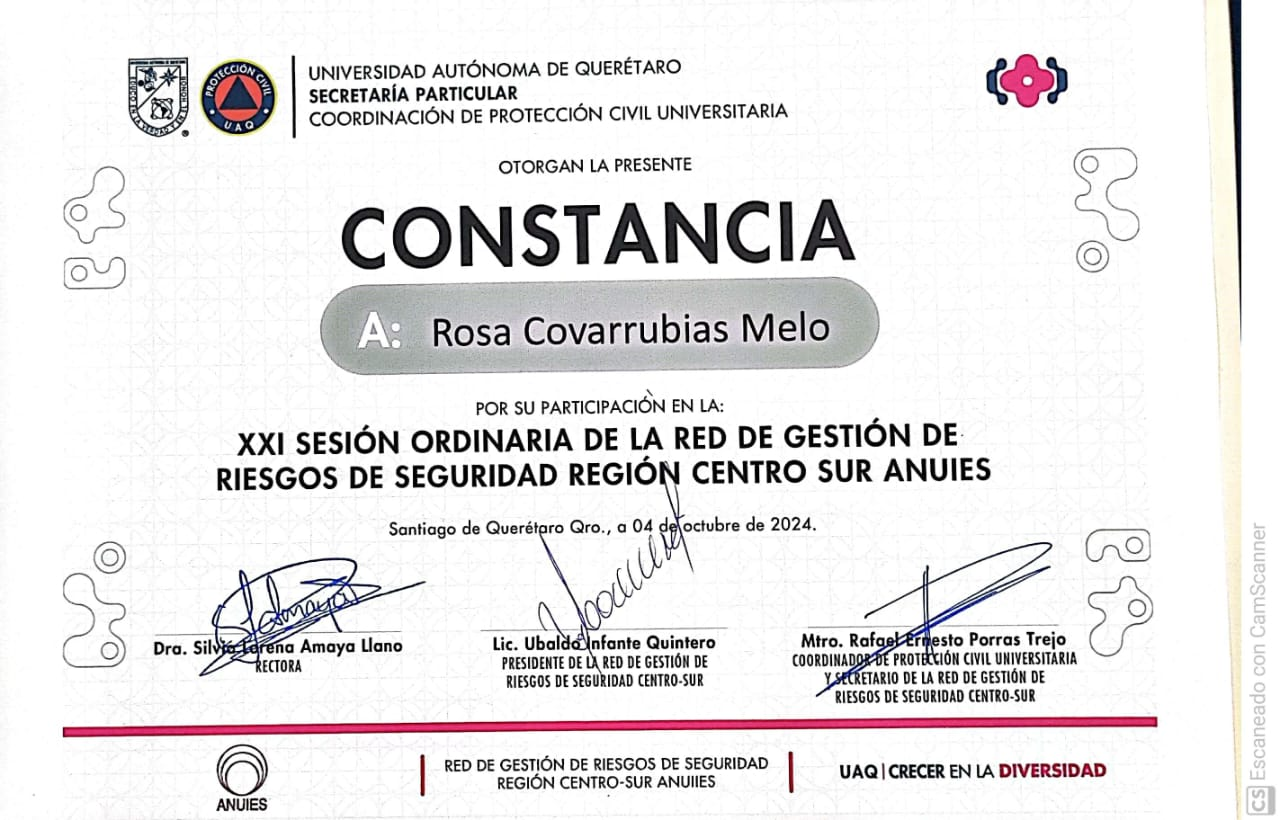 UNIVERSIDAD AUTÓNOMA DE QUERÉTARO
SECRETARÍA PARTICULAR
COORDINACIÓN DE PROTECCIÓN CIVIL UNIVERSITARIA
PROTECCIÓN CIVIL
UAQ
OTORGAN LA PRESENTE
CONSTANCIA
A: Rosa Covarrubias Melo
POR SU PARTICIPACIÓN EN LA:
XXI SESIÓN ORDINARIA DE LA RED DE GESTIÓN DE
RIESGOS DE SEGURIDAD REGIÓN CENTRO SUR ANUIES
Santiago de Querétaro Qro., a 04 de octubre de 2024.
Dra. Silvia Lorena Amaya Llano
RECTORA
Lic. Ubaldo Infante Quintero
PRESIDENTE DE LA RED DE GESTIÓN DE
RIESGOS DE SEGURIDAD CENTRO-SUR
Mtro. Rafael Ernesto Porras Trejo
COORDINADOR DE PROTECCIÓN CIVIL UNIVERSITARIA
Y SECRETARIO DE LA RED DE GESTIÓN DE
RIESGOS DE SEGURIDAD CENTRO-SUR
ANUIES
RED DE GESTIÓN DE RIESGOS DE SEGURIDAD
REGIÓN CENTRO-SUR ANUIIES
UAQ | CRECER EN LA DIVERSIDAD
CS Escaneado con CamScanner